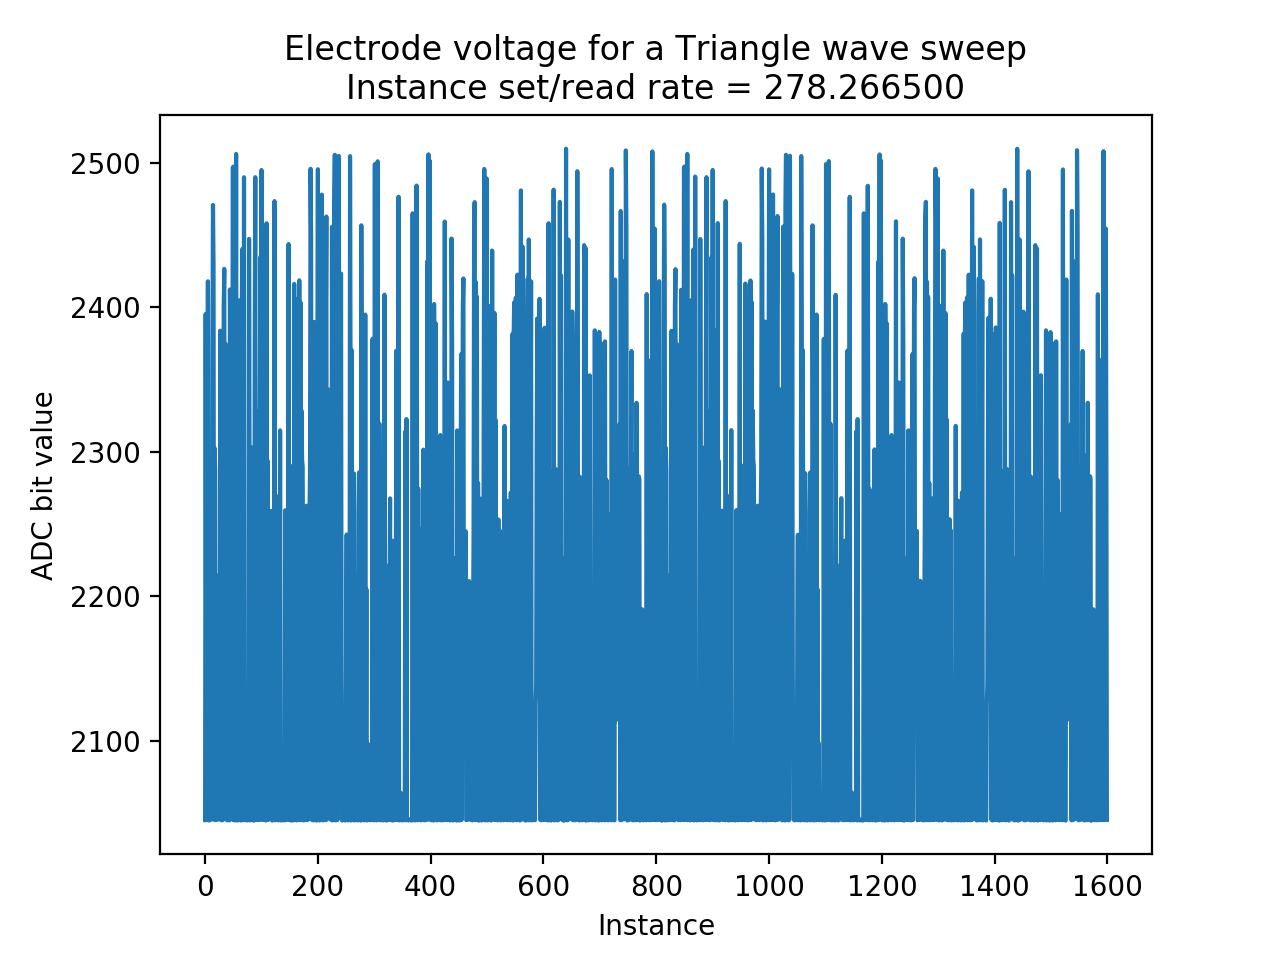 Electrode voltage for a Triangle wave sweep
Instance set/read rate = 278.266500
ADC bit value
2500
2400
2300
2200
2100
0 200 400 600 800 1000 1200 1400 1600
Instance